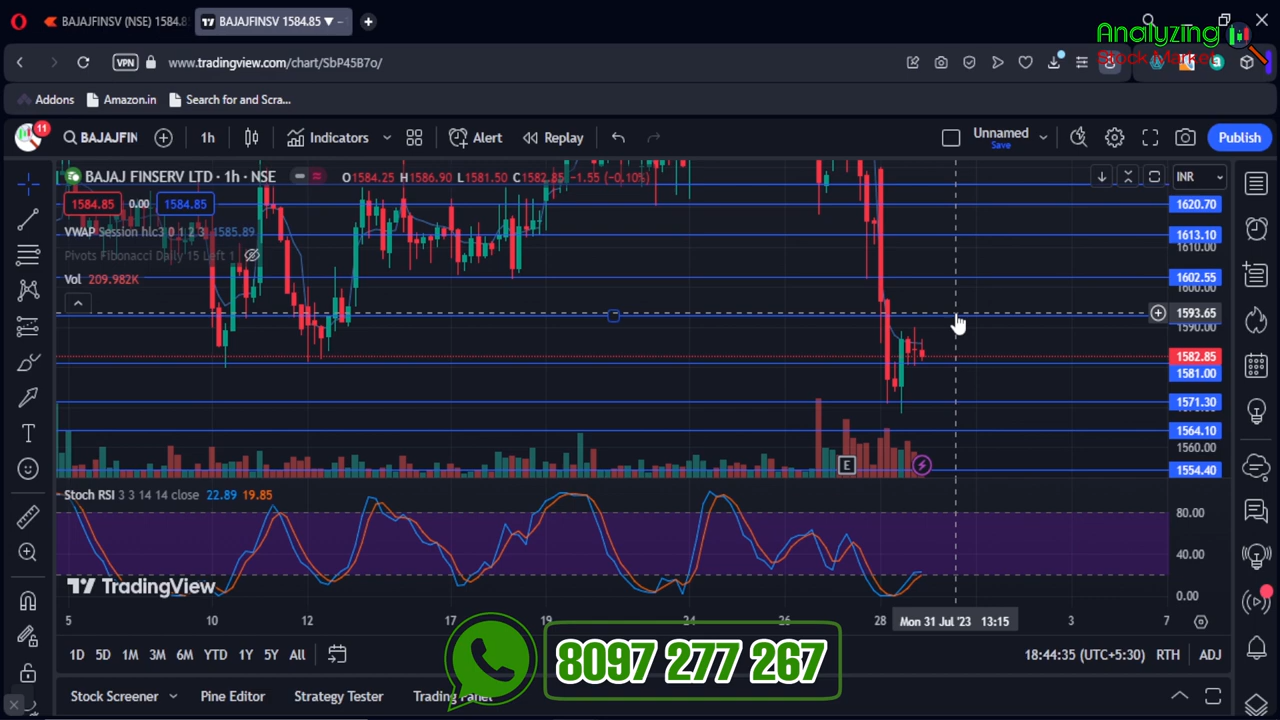 BAJAJFINSV (NSE) 1584.8
BAJAJFINSV 1584.85 ▼ −
Analyzing
Stock Market
VPN
www.tradingview.com/chart/SbP45B7o/
Addons
Amazon.in
Search for and Scra...
11
BAJAJFIN
1h
Indicators
Alert
Replay
Unnamed
Save
Publish
BAJAJ FINSERV LTD · 1h · NSE
O1584.25 H1586.90 L1581.50 C1582.85 −1.55 (−0.10%)
INR
1584.85
0.00
1584.85
VWAP Session hlc3 0 1 2 3 1585.89
Pivots Fibonacci Daily 15 Left 1
Vol 209.982K
1620.70
1613.10
1610.00
1602.55
1600.00
1593.65
1590.00
1582.85
1581.00
1571.30
1564.10
1560.00
1554.40
E
Stoch RSI 3 3 14 14 close 22.89 19.85
80.00
40.00
0.00
TradingView
5
10
12
17
19
24
26
28
Mon 31 Jul '23 13:15
3
7
1D 5D 1M 3M 6M YTD 1Y 5Y All
18:44:35 (UTC+5:30) RTH ADJ
8097 277 267
Stock Screener
Pine Editor
Strategy Tester
Trading Panel